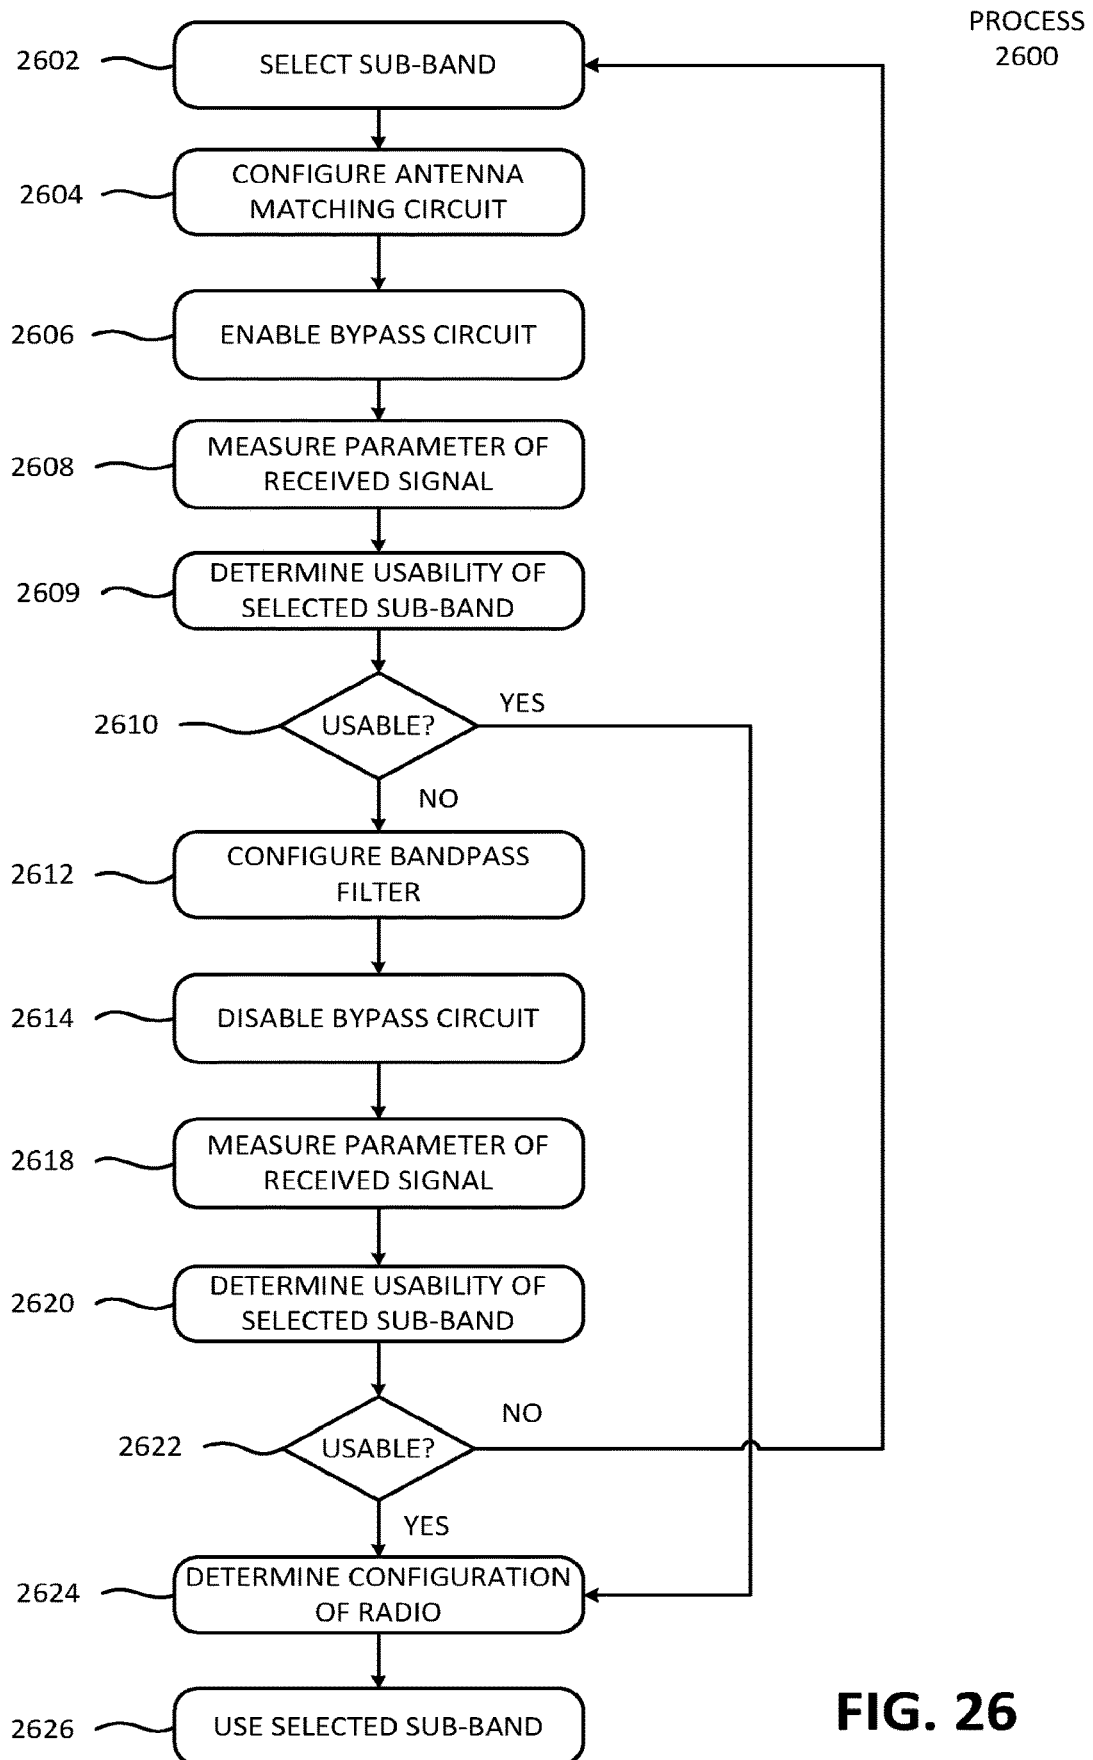 PROCESS
2600
2602
SELECT SUB-BAND
2604
CONFIGURE ANTENNA
MATCHING CIRCUIT
2606
ENABLE BYPASS CIRCUIT
2608
MEASURE PARAMETER OF
RECEIVED SIGNAL
2609
DETERMINE USABILITY OF
SELECTED SUB-BAND
2610
USABLE?
YES
NO
2612
CONFIGURE BANDPASS
FILTER
2614
DISABLE BYPASS CIRCUIT
2618
MEASURE PARAMETER OF
RECEIVED SIGNAL
2620
DETERMINE USABILITY OF
SELECTED SUB-BAND
2622
USABLE?
NO
YES
2624
DETERMINE CONFIGURATION
OF RADIO
2626
USE SELECTED SUB-BAND
FIG. 26